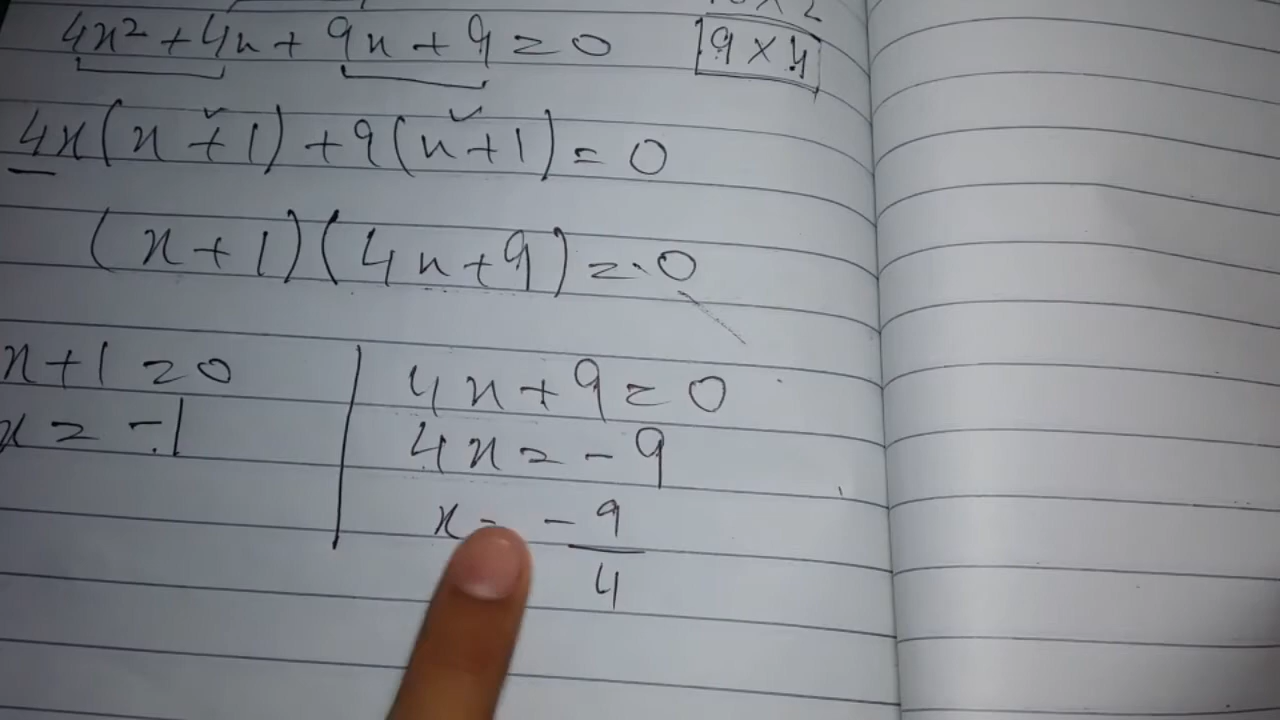 4x² + 4x + 9x + 9 = 0
9 × 4
4x(x+1) + 9(x+1) = 0
(x+1)(4x+9) = 0
x+1 = 0
x = -1
4x+9 = 0
4x = -9
x = -9/4